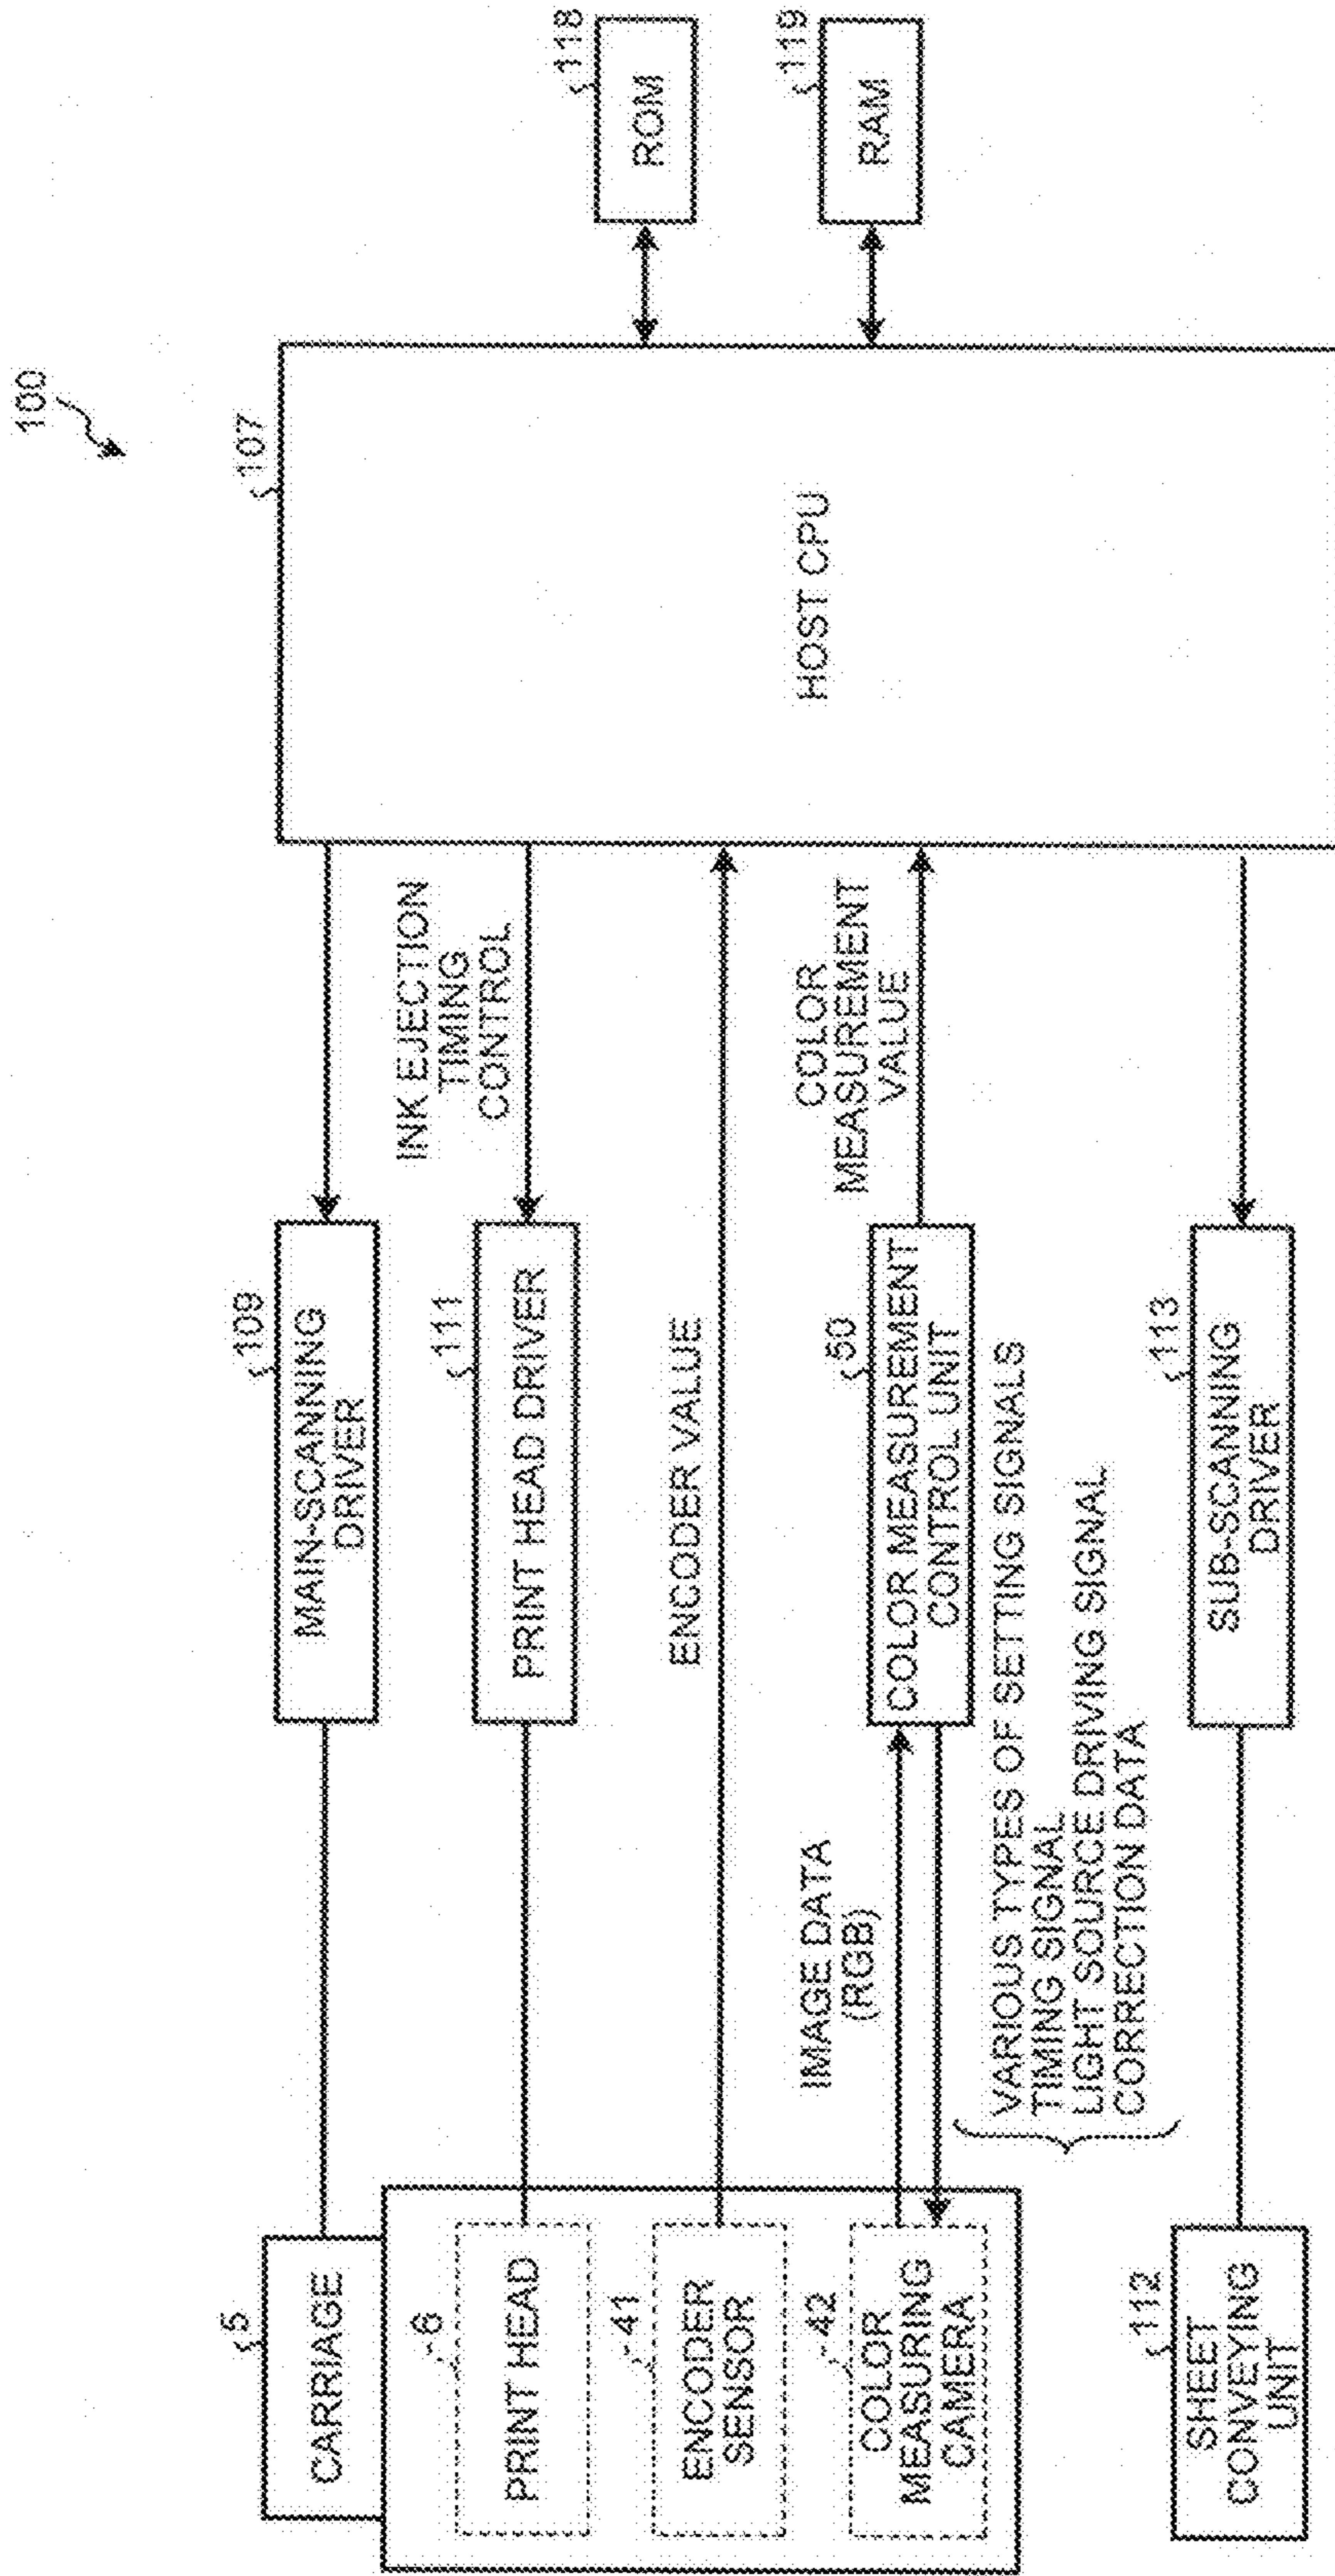 100
5
CARRIAGE
6
PRINT HEAD
41
ENCODER
SENSOR
42
COLOR
MEASURING
CAMERA
112
SHEET
CONVEYING
UNIT
109
MAIN-SCANNING
DRIVER
111
PRINT HEAD DRIVER
ENCODER VALUE
IMAGE DATA
(RGB)
50
COLOR MEASUREMENT
CONTROL UNIT
VARIOUS TYPES OF SETTING SIGNALS
TIMING SIGNAL
LIGHT SOURCE DRIVING SIGNAL
CORRECTION DATA
113
SUB-SCANNING
DRIVER
INK EJECTION
TIMING
CONTROL
COLOR
MEASUREMENT
VALUE
107
HOST CPU
118
ROM
119
RAM